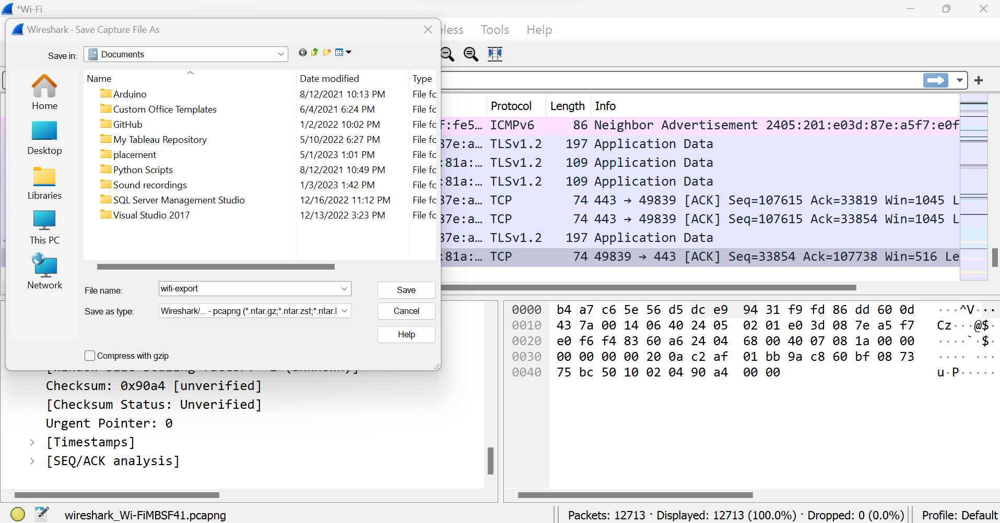 *Wi-Fi
Wireshark · Save Capture File As
eless Tools Help
Save in: Documents
Name Date modified Type
Arduino 8/12/2021 10:13 PM File fo
Custom Office Templates 6/4/2021 6:24 PM File fo
GitHub 1/2/2022 10:02 PM File fo
My Tableau Repository 5/10/2022 6:27 PM File fo
placement 5/1/2023 1:01 PM File fo
Python Scripts 8/12/2021 10:49 PM File fo
Sound recordings 1/3/2023 1:42 PM File fo
SQL Server Management Studio 12/16/2022 11:12 PM File fo
Visual Studio 2017 12/13/2022 3:23 PM File fo
Home
Desktop
Libraries
This PC
Network
File name: wifi-export Save
Save as type: Wireshark/... - pcapng (*.ntar.gz;*.ntar.zst;*.ntar.l Cancel
Help
Compress with gzip
Protocol Length Info
f:fe5… ICMPv6 86 Neighbor Advertisement 2405:201:e03d:87e:a5f7:e0f
87e:a… TLSv1.2 197 Application Data
:81a:… TLSv1.2 109 Application Data
:81a:… TLSv1.2 109 Application Data
87e:a… TCP 74 443 → 49839 [ACK] Seq=107615 Ack=33819 Win=1045 L
87e:a… TCP 74 443 → 49839 [ACK] Seq=107615 Ack=33854 Win=1045 L
87e:a… TLSv1.2 197 Application Data
:81a:… TCP 74 49839 → 443 [ACK] Seq=33854 Ack=107738 Win=516 Le
Checksum: 0x90a4 [unverified]
[Checksum Status: Unverified]
Urgent Pointer: 0
[Timestamps]
[SEQ/ACK analysis]
0000 b4 a7 c6 5e 56 d5 dc e9 94 31 f9 fd 86 dd 60 0d ···^V···
0010 43 7a 00 14 06 40 24 05 02 01 e0 3d 08 7e a5 f7 Cz···@$·
0020 e0 f6 f4 83 60 a6 24 04 68 00 40 07 08 1a 00 00 ····`·$·
0030 00 00 00 00 20 0a c2 af 01 bb 9a c8 60 bf 08 73 ···· ···
0040 75 bc 50 10 02 04 90 a4 00 00 u·P·····
wireshark_Wi-FiMBSF41.pcapng
Packets: 12713 · Displayed: 12713 (100.0%) · Dropped: 0 (0.0%)
Profile: Default